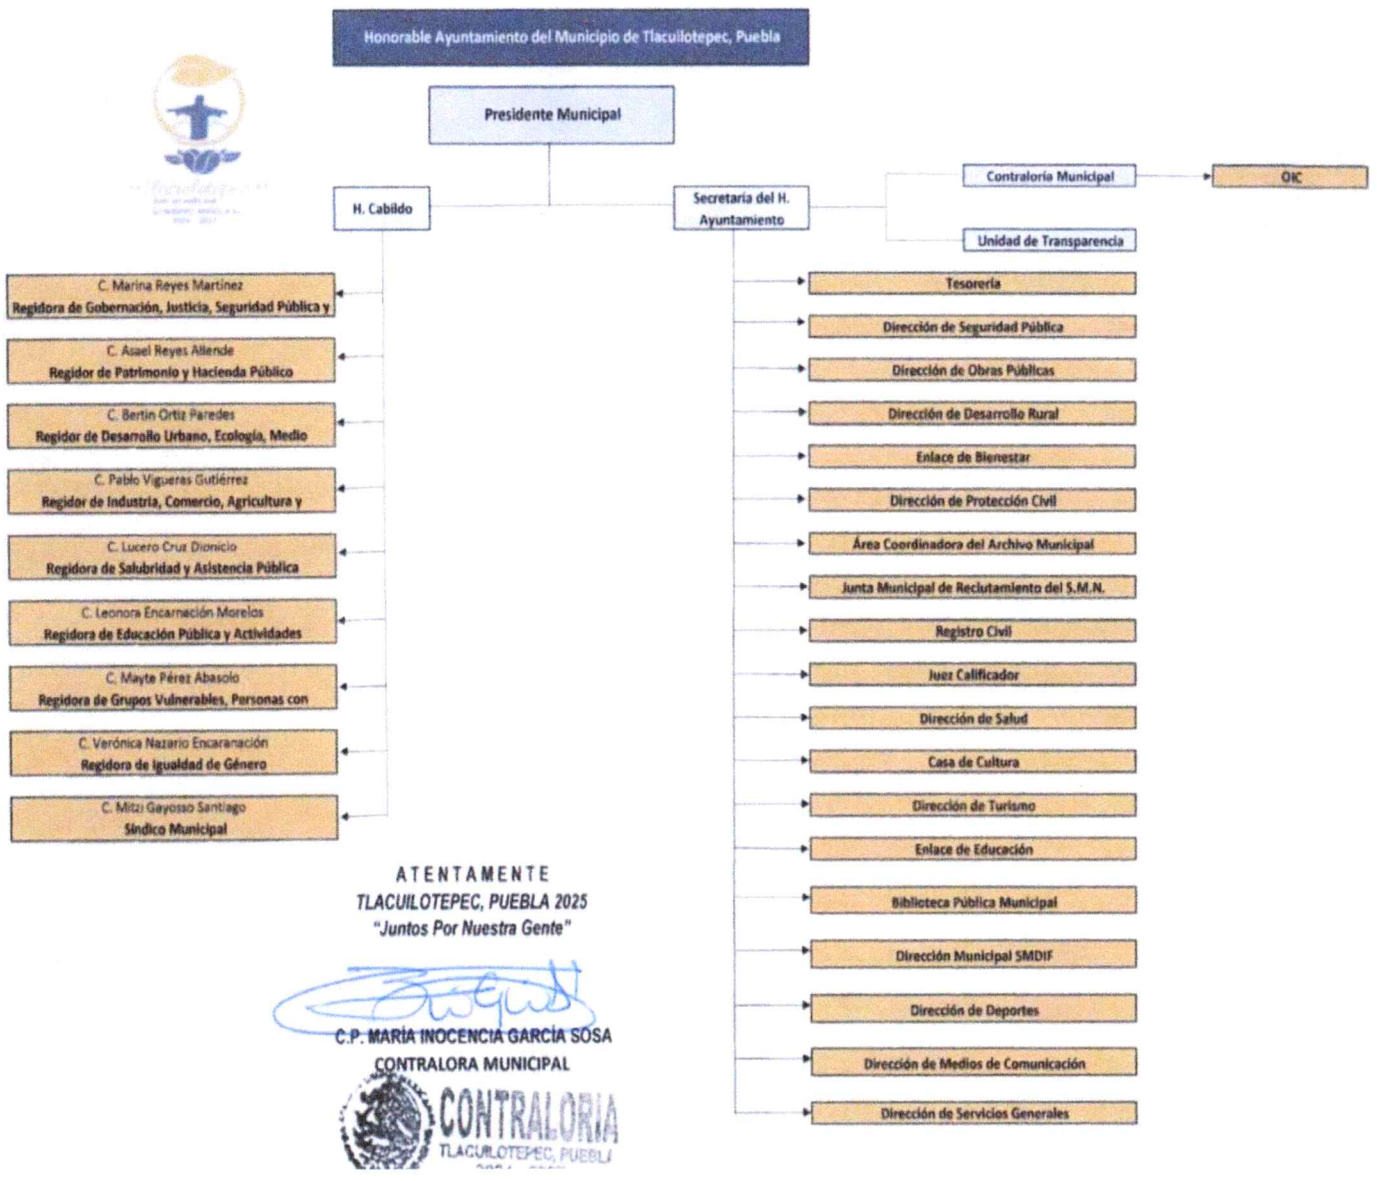 Honorable Ayuntamiento del Municipio de Tlacuilotepec, Puebla
Presidente Municipal
H. Cabildo
Secretaría del H.
Ayuntamiento
Contraloría Municipal
OIC
Unidad de Transparencia
C. Marina Reyes Martínez
Regidora de Gobernación, Justicia, Seguridad Pública y
C. Asael Reyes Allende
Regidor de Patrimonio y Hacienda Público
C. Bertin Ortiz Paredes
Regidor de Desarrollo Urbano, Ecología, Medio
C. Pablo Vigueras Gutiérrez
Regidor de Industria, Comercio, Agricultura y
C. Lucero Cruz Dionicio
Regidora de Salubridad y Asistencia Pública
C. Leonora Encarnación Morelos
Regidora de Educación Pública y Actividades
C. Mayte Pérez Abasolo
Regidora de Grupos Vulnerables, Personas con
C. Verónica Nazario Encaranación
Regidora de Igualdad de Género
C. Mitzi Gayosso Santiago
Síndico Municipal
Tesorería
Dirección de Seguridad Pública
Dirección de Obras Públicas
Dirección de Desarrollo Rural
Enlace de Bienestar
Dirección de Protección Civil
Área Coordinadora del Archivo Municipal
Junta Municipal de Reclutamiento del S.M.N.
Registro Civil
Juez Calificador
Dirección de Salud
Casa de Cultura
Dirección de Turismo
Enlace de Educación
Biblioteca Pública Municipal
Dirección Municipal SMDIF
Dirección de Deportes
Dirección de Medios de Comunicación
Dirección de Servicios Generales
ATENTAMENTE
TLACUILOTEPEC, PUEBLA 2025
"Juntos Por Nuestra Gente"
C.P. MARÍA INOCENCIA GARCÍA SOSA
CONTRALORA MUNICIPAL
CONTRALORIA
TLACUILOTEPEC, PUEBLA